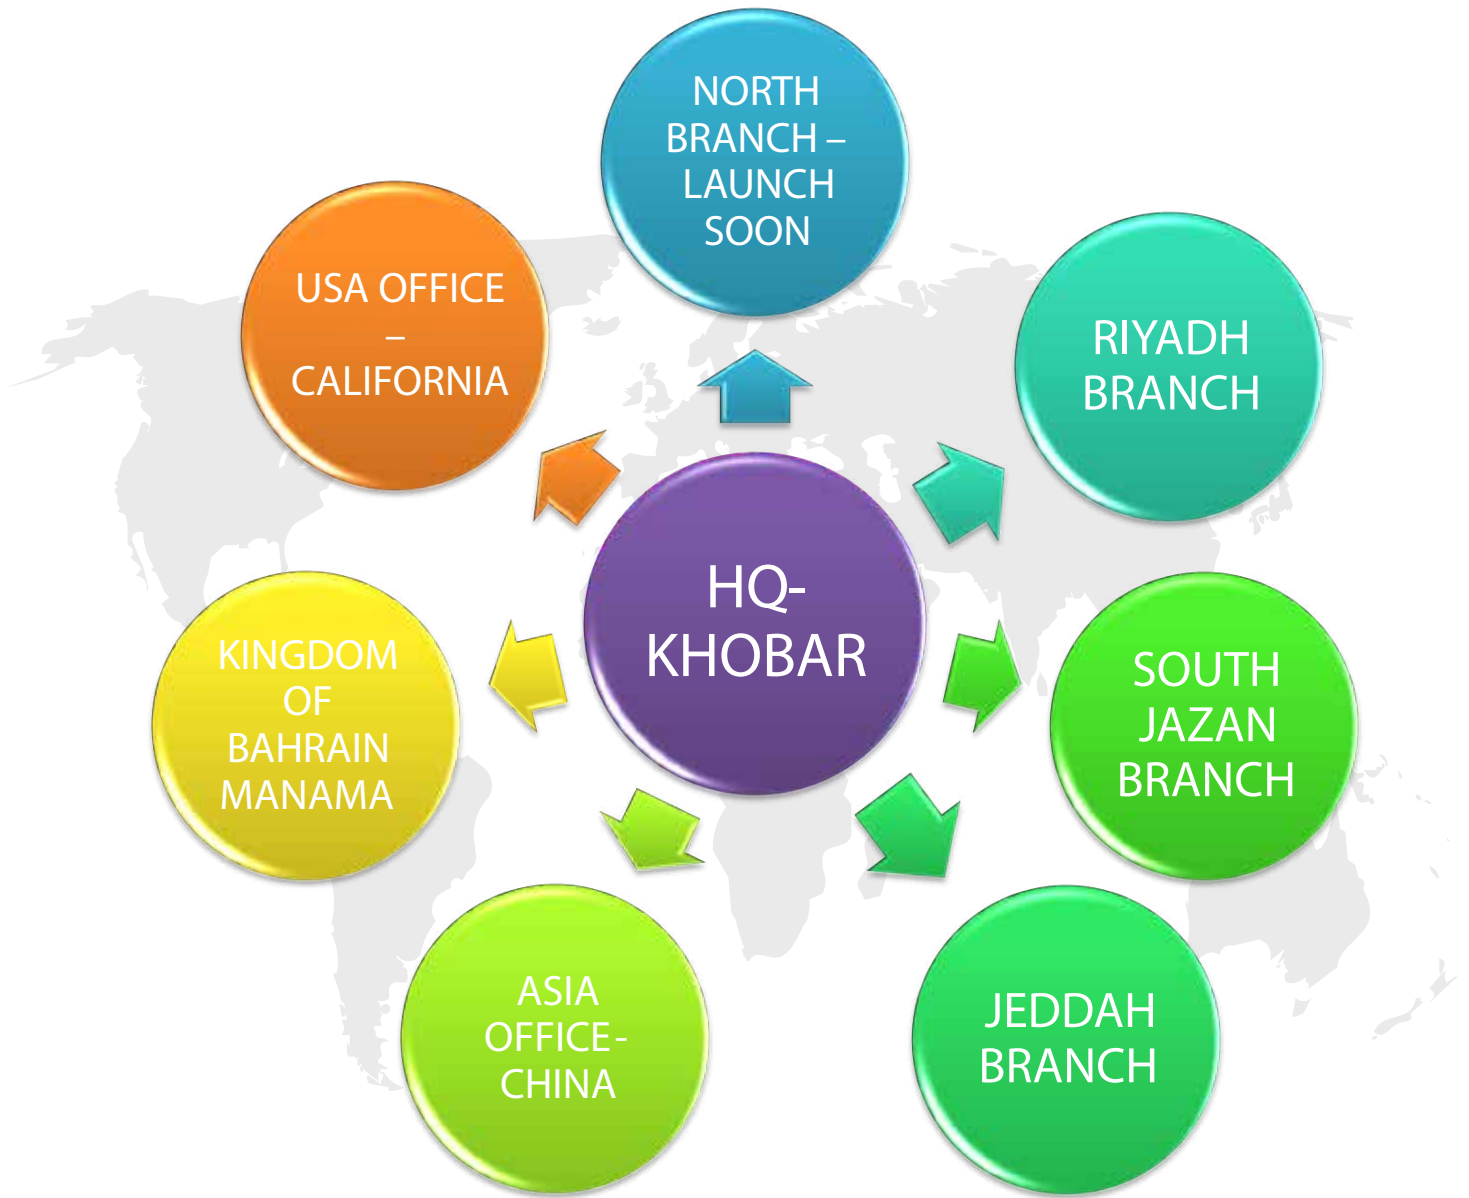 NORTH
BRANCH –
LAUNCH
SOON
RIYADH
BRANCH
SOUTH
JAZAN
BRANCH
JEDDAH
BRANCH
ASIA
OFFICE-
CHINA
KINGDOM
OF
BAHRAIN
MANAMA
USA OFFICE
–
CALIFORNIA
HQ-
KHOBAR